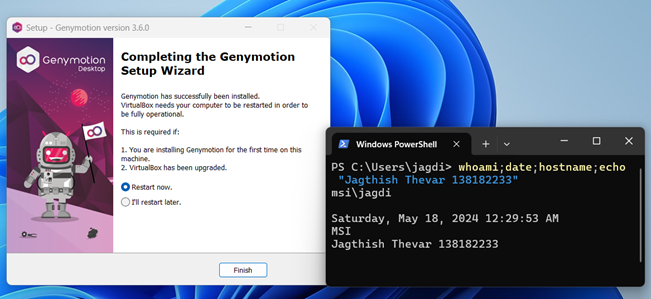 Setup - Genymotion version 3.6.0
Genymotion
Desktop
Completing the Genymotion
Setup Wizard
Genymotion has successfully been installed.
VirtualBox needs your computer to be restarted in order to
be fully operational.
This is required if:
1. You are installing Genymotion for the first time on this
machine.
2. VirtualBox has been upgraded.
Restart now.
I'll restart later.
Finish
Windows PowerShell
PS C:\Users\jagdi> whoami;date;hostname;echo
"Jagthish Thevar 138182233"
msi\jagdi
Saturday, May 18, 2024 12:29:53 AM
MSI
Jagthish Thevar 138182233